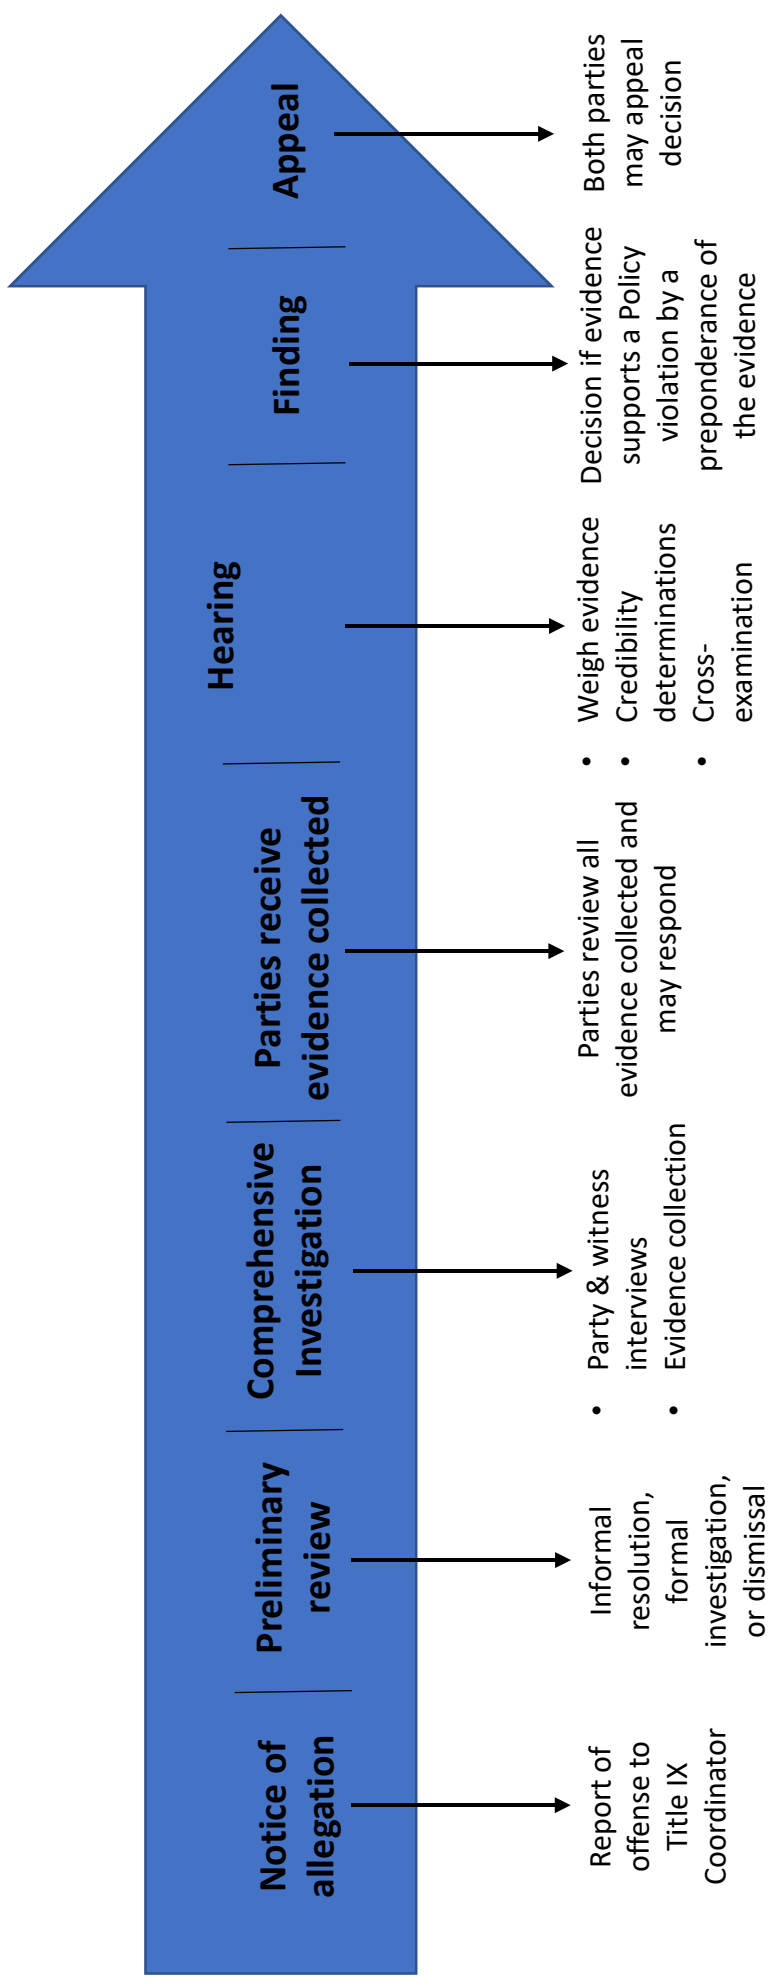 Notice of
allegation
Report of
offense to
Title IX
Coordinator
Preliminary
review
Informal
resolution,
formal
investigation,
or dismissal
Comprehensive
Investigation
• Party & witness
interviews
• Evidence collection
Parties receive
evidence collected
Parties review all
evidence collected and
may respond
Hearing
• Weigh evidence
• Credibility
determinations
• Cross-
examination
Finding
Decision if evidence
supports a Policy
violation by a
preponderance of
the evidence
Appeal
Both parties
may appeal
decision